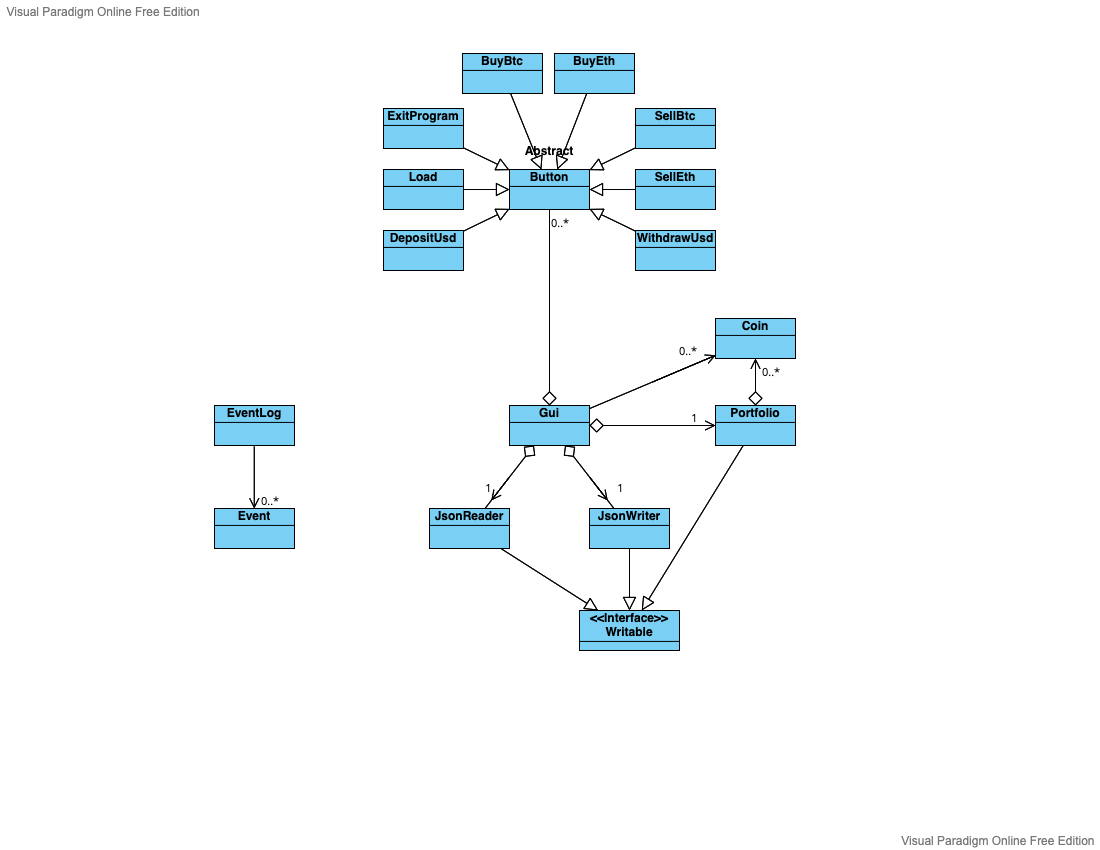 Visual Paradigm Online Free Edition
BuyBtc
BuyEth
ExitProgram
SellBtc
Abstract
Load
Button
SellEth
0..*
DepositUsd
WithdrawUsd
Coin
0..*
0..*
EventLog
Gui
1
Portfolio
1
1
0..*
Event
JsonReader
JsonWriter
<<Interface>>
Writable
Visual Paradigm Online Free Edition